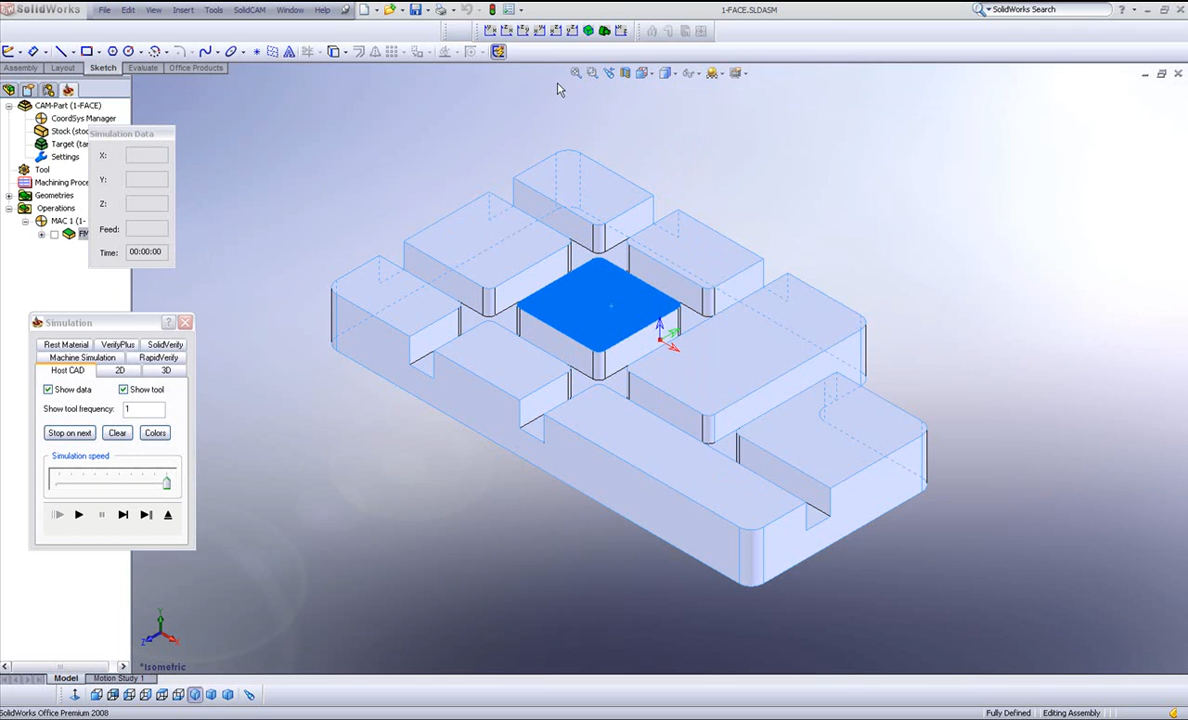 SolidWorks File Edit View Insert Tools SolidCAM Window Help 1-FACE.SLDASM SolidWorks Search ?
Assembly Layout Sketch Evaluate Office Products
CAM-Part (1-FACE)
CoordSys Manager
Stock (stoc
Target (tar
Settings
Tool
Machining Proce
Geometries
Operations
MAC 1 (1-
Simulation Data
X:
Y:
Z:
Feed:
Time: 00:00:00
Simulation ?
Rest Material VerifyPlus SolidVerify
Machine Simulation RapidVerify
Host CAD 2D 3D
Show data Show tool
Show tool frequency: 1
Stop on next Clear Colors
Simulation speed
Y
Z X
*Isometric
Model Motion Study 1
SolidWorks Office Premium 2008 Fully Defined Editing Assembly